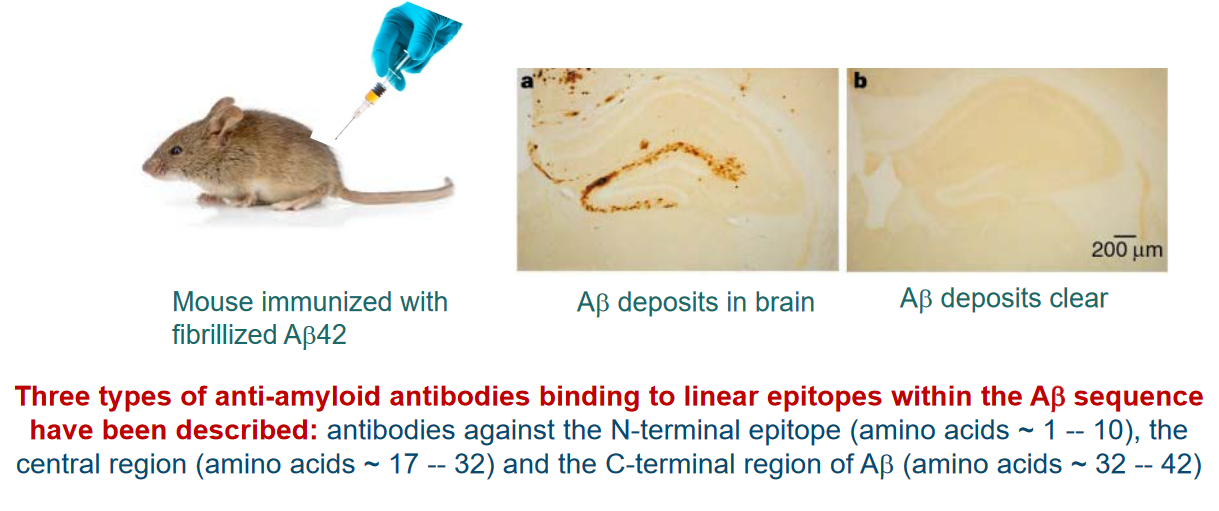 a
b
200 μm
Mouse immunized with
fibrillized Aβ42
Aβ deposits in brain
Aβ deposits clear
Three types of anti-amyloid antibodies binding to linear epitopes within the Aβ sequence
have been described: antibodies against the N-terminal epitope (amino acids ~ 1 -- 10), the
central region (amino acids ~ 17 -- 32) and the C-terminal region of Aβ (amino acids ~ 32 -- 42)